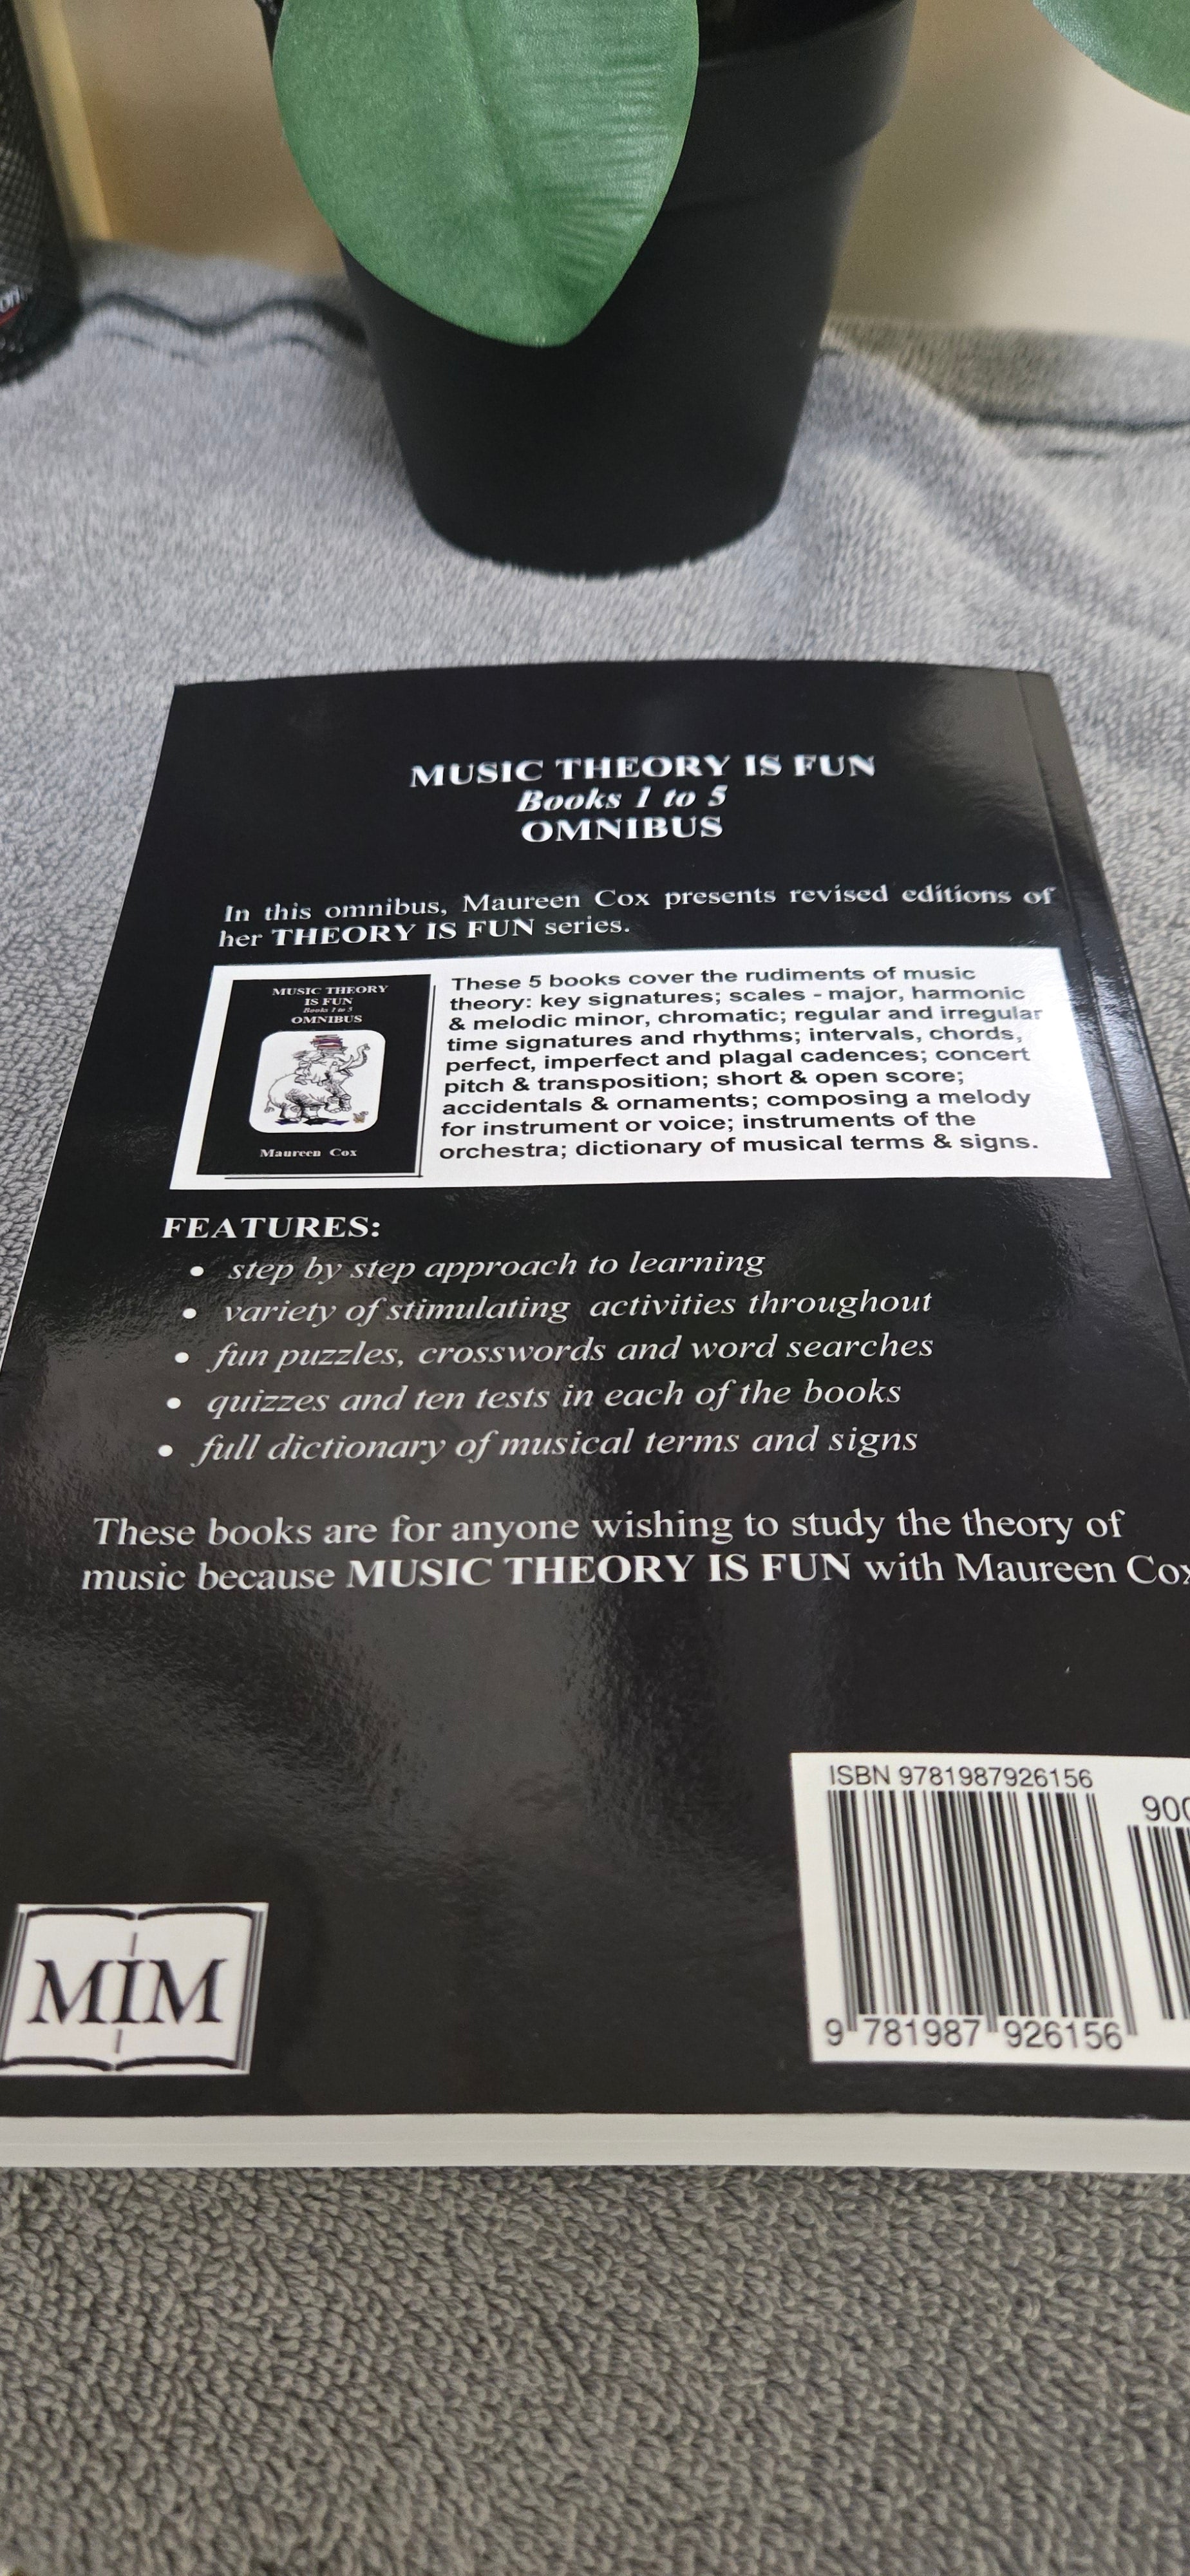 MUSIC THEORY IS FUN
Books 1 to 5
OMNIBUS
In this omnibus, Maureen Cox presents revised editions of
her THEORY IS FUN series.
MUSIC THEORY
IS FUN
Books 1 to 5
OMNIBUS
Maureen Cox
These 5 books cover the rudiments of music
theory: key signatures; scales - major, harmonic
& melodic minor, chromatic; regular and irregular
time signatures and rhythms; intervals, chords,
perfect, imperfect and plagal cadences; concert
pitch & transposition; short & open score;
accidentals & ornaments; composing a melody
for instrument or voice; instruments of the
orchestra; dictionary of musical terms & signs.
FEATURES:
• step by step approach to learning
• variety of stimulating activities throughout
• fun puzzles, crosswords and word searches
• quizzes and ten tests in each of the books
• full dictionary of musical terms and signs
These books are for anyone wishing to study the theory of
music because MUSIC THEORY IS FUN with Maureen Cox
ISBN 9781987926156
9 781987 926156
MIM